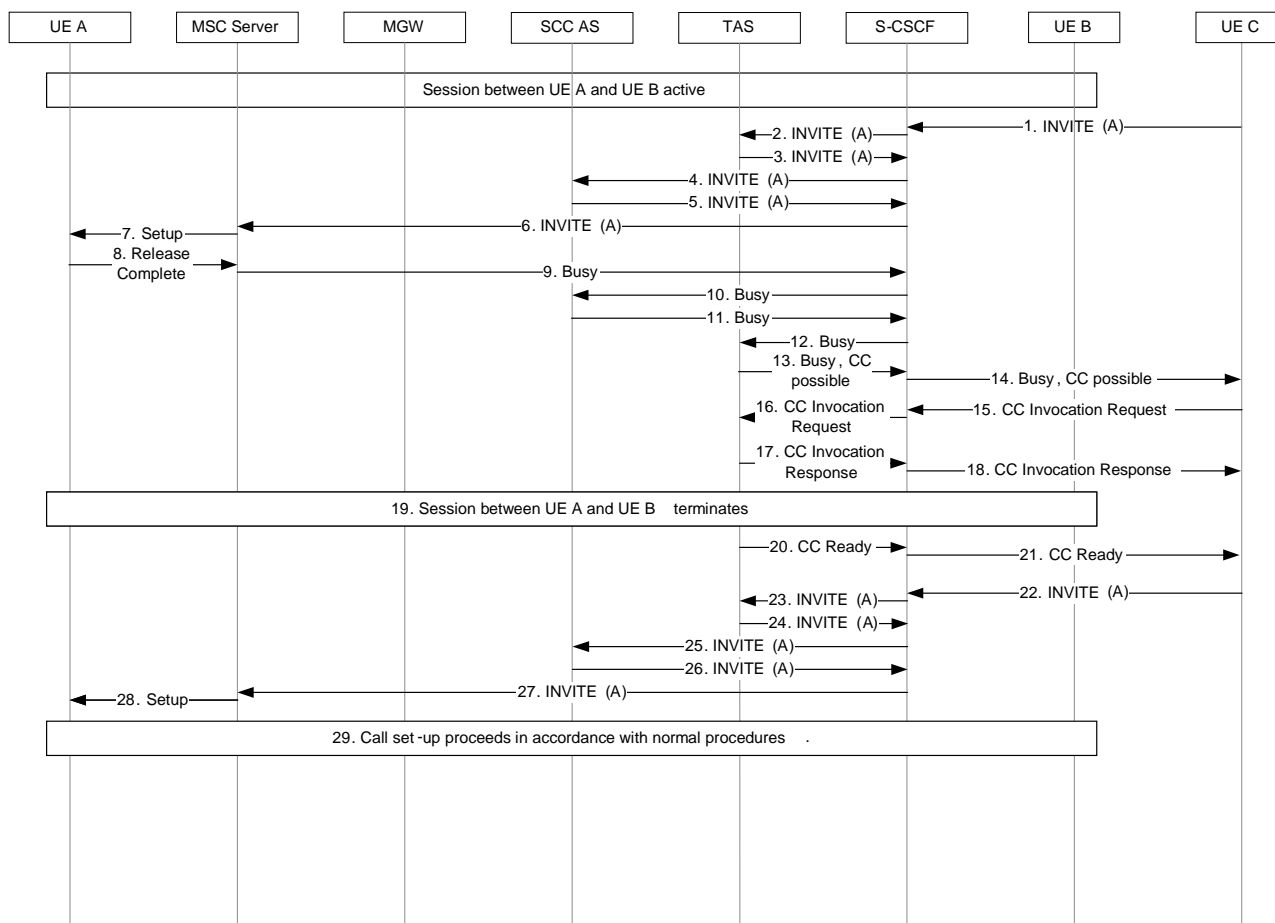 UE A
MSC Server
MGW
SCC AS
TAS
S-CSCF
UE B
UE C
Session between UE A and UE B active
1. INVITE (A)
2. INVITE (A)
3. INVITE (A)
4. INVITE (A)
5. INVITE (A)
6. INVITE (A)
7. Setup
8. Release
Complete
9. Busy
10. Busy
11. Busy
12. Busy
13. Busy, CC
possible
14. Busy, CC possible
15. CC Invocation Request
16. CC Invocation
Request
17. CC Invocation
Response
18. CC Invocation Response
19. Session between UE A and UE B terminates
20. CC Ready
21. CC Ready
22. INVITE (A)
23. INVITE (A)
24. INVITE (A)
25. INVITE (A)
26. INVITE (A)
27. INVITE (A)
28. Setup
29. Call set-up proceeds in accordance with normal procedures .